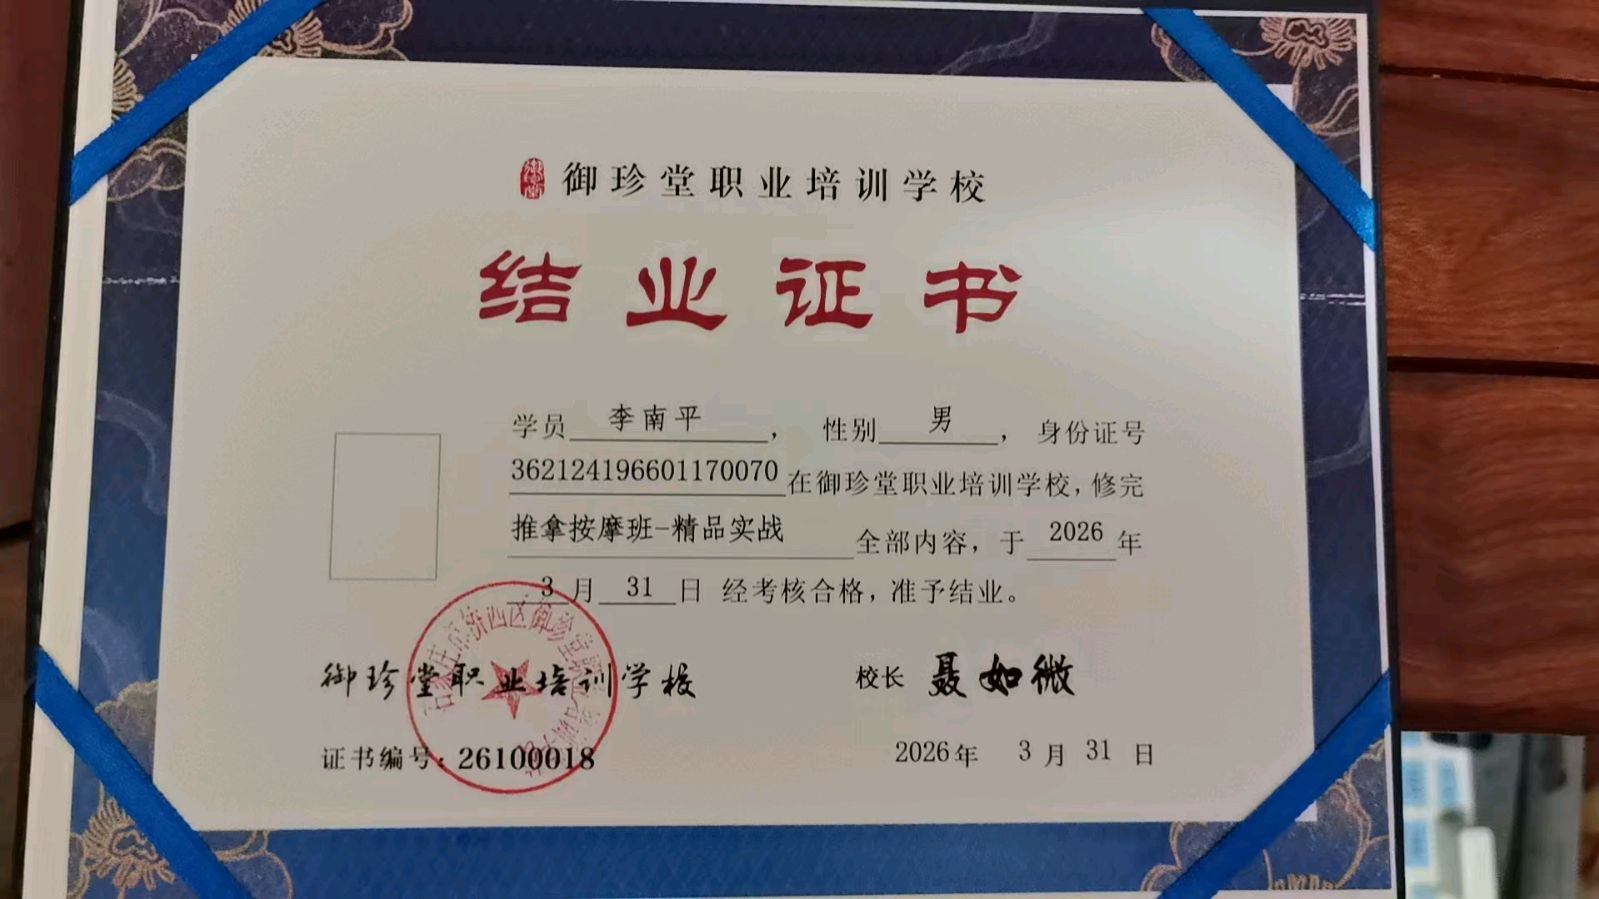 御珍堂职业培训学校
结业证书
学员 李南平 , 性别 男 , 身份证号
362124196601170070 在御珍堂职业培训学校, 修完
推拿按摩班-精品实战 全部内容, 于 2026 年
3 月 31 日 经考核合格, 准予结业。
御珍堂职业培训学校 校长 聂如微
证书编号: 26100018 2026年 3 月 31 日